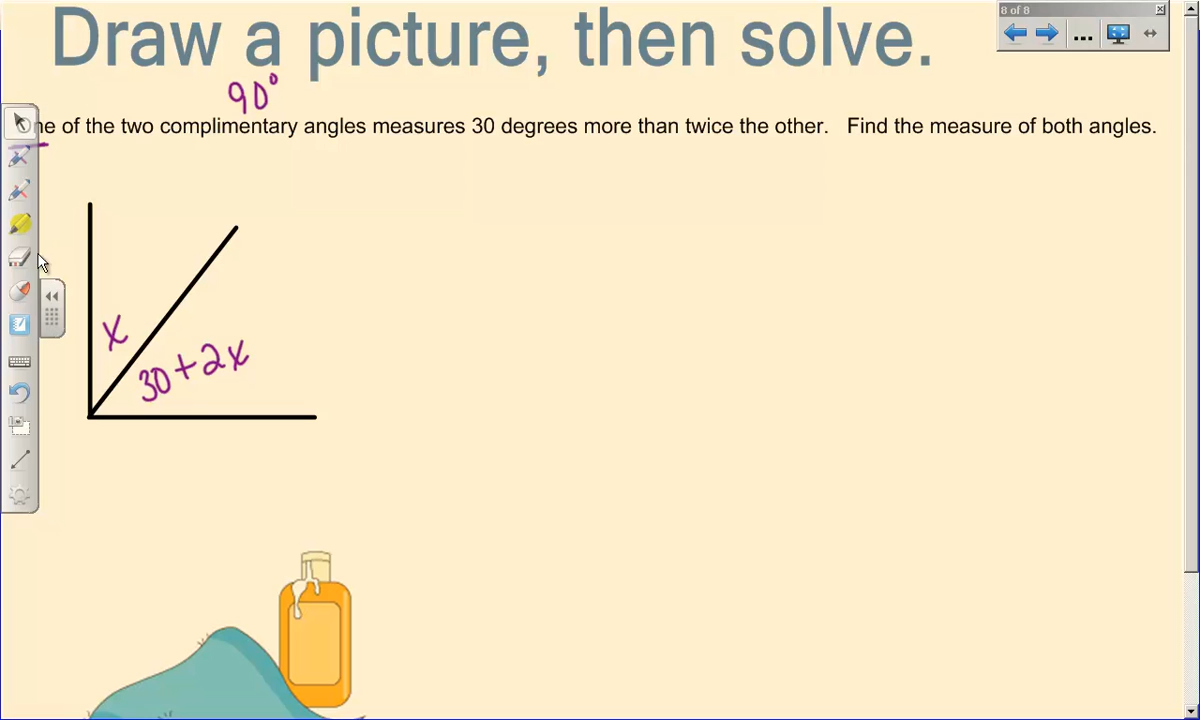 8 of 8
Draw a picture, then solve.
90°
ne of the two complimentary angles measures 30 degrees more than twice the other. Find the measure of both angles.
x
30+2x